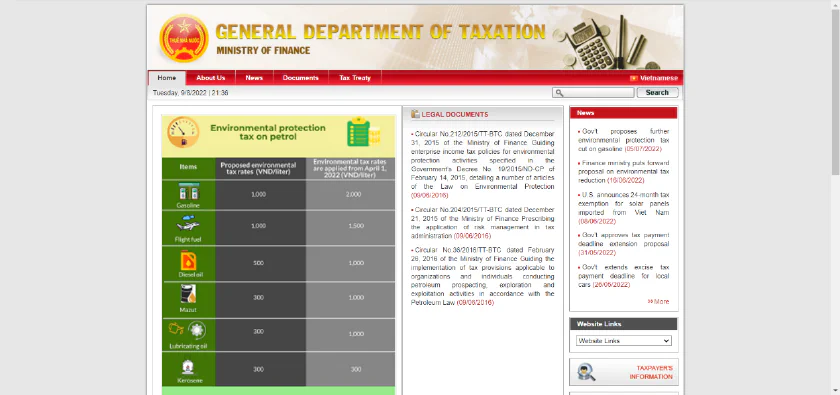 THUẾ NHÀ NƯỚC
GENERAL DEPARTMENT OF TAXATION
MINISTRY OF FINANCE
Home
About Us
News
Documents
Tax Treaty
Vietnamese
Tuesday, 9/8/2022 | 21:36
Search
Environmental protection
tax on petrol
Items
Proposed environmental
tax rates (VND/liter)
Environmental tax rates
are applied from April 1,
2022 (VND/liter)
Gasoline
1,000
2,000
Flight fuel
1,000
1,500
Diesel oil
500
1,000
Mazut
300
1,000
Lubricating oil
300
1,000
Kerosene
300
300
LEGAL DOCUMENTS
Circular No.212/2015/TT-BTC dated December
31, 2015 of the Ministry of Finance Guiding
enterprise income tax policies for environmental
protection activities specified in the
Government's Decree No 19/2015/ND-CP of
February 14, 2015, detailing a number of articles
of the Law on Environmental Protection
(09/06/2016)
Circular No.204/2015/TT-BTC dated December
21, 2015 of the Ministry of Finance Prescribing
the application of risk management in tax
administration (09/06/2016)
Circular No.36/2016/TT-BTC dated February
26, 2016 of the Ministry of Finance Guiding the
implementation of tax provisions applicable to
organizations and individuals conducting
petroleum prospecting, exploration and
exploitation activities in accordance with the
Petroleum Law (09/06/2016)
News
Gov't proposes further
environmental protection tax
cut on gasoline (05/07/2022)
Finance ministry puts forward
proposal on environmental tax
reduction (16/06/2022)
U.S. announces 24-month tax
exemption for solar panels
imported from Viet Nam
(08/06/2022)
Gov't approves tax payment
deadline extension proposal
(31/05/2022)
Gov't extends excise tax
payment deadline for local
cars (26/05/2022)
More
Website Links
Website Links
TAXPAYER'S
INFORMATION